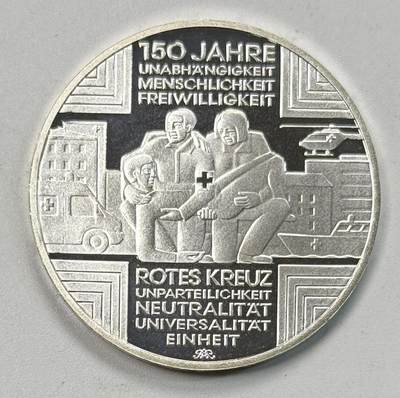 150 JAHRE
UNABHÄNGIGKEIT
MENSCHLICHKEIT
FREIWILLIGKEIT
ROTES KREUZ
UNPARTEILICHKEIT
NEUTRALITÄT
UNIVERSALITÄT
EINHEIT